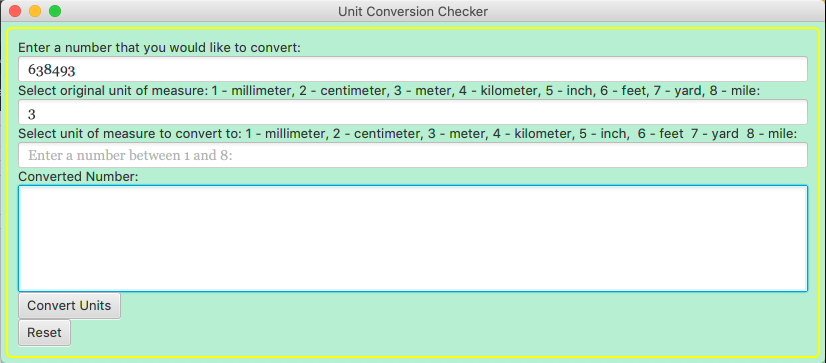 Unit Conversion Checker
Enter a number that you would like to convert:
638493
Select original unit of measure: 1 - millimeter, 2 - centimeter, 3 - meter, 4 - kilometer, 5 - inch, 6 - feet, 7 - yard, 8 - mile:
3
Select unit of measure to convert to: 1 - millimeter, 2 - centimeter, 3 - meter, 4 - kilometer, 5 - inch,  6 - feet  7 - yard  8 - mile:
Enter a number between 1 and 8:
Converted Number:
Convert Units
Reset